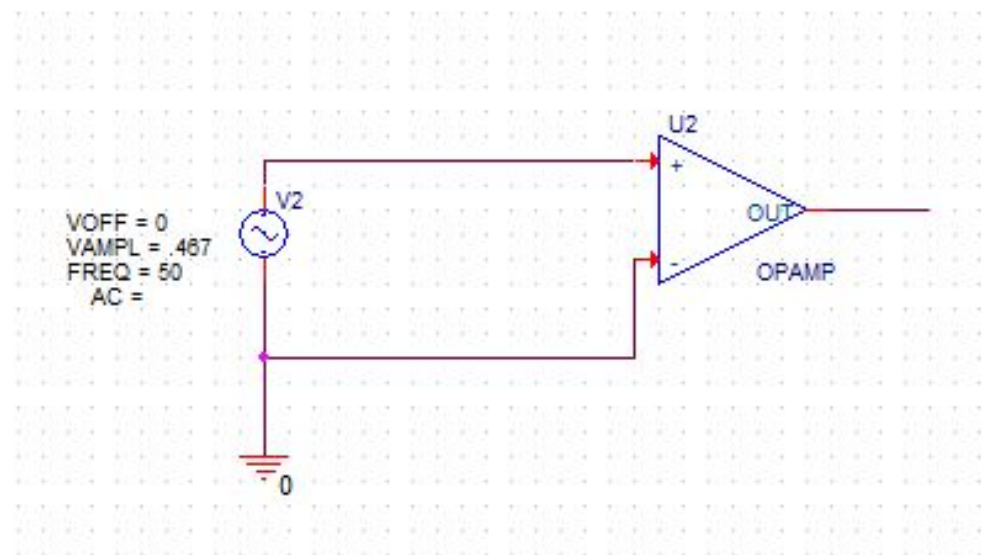 U2
+
V2
VOFF = 0
VAMPL = .467
FREQ = 50
AC =
OUT
-
OPAMP
0